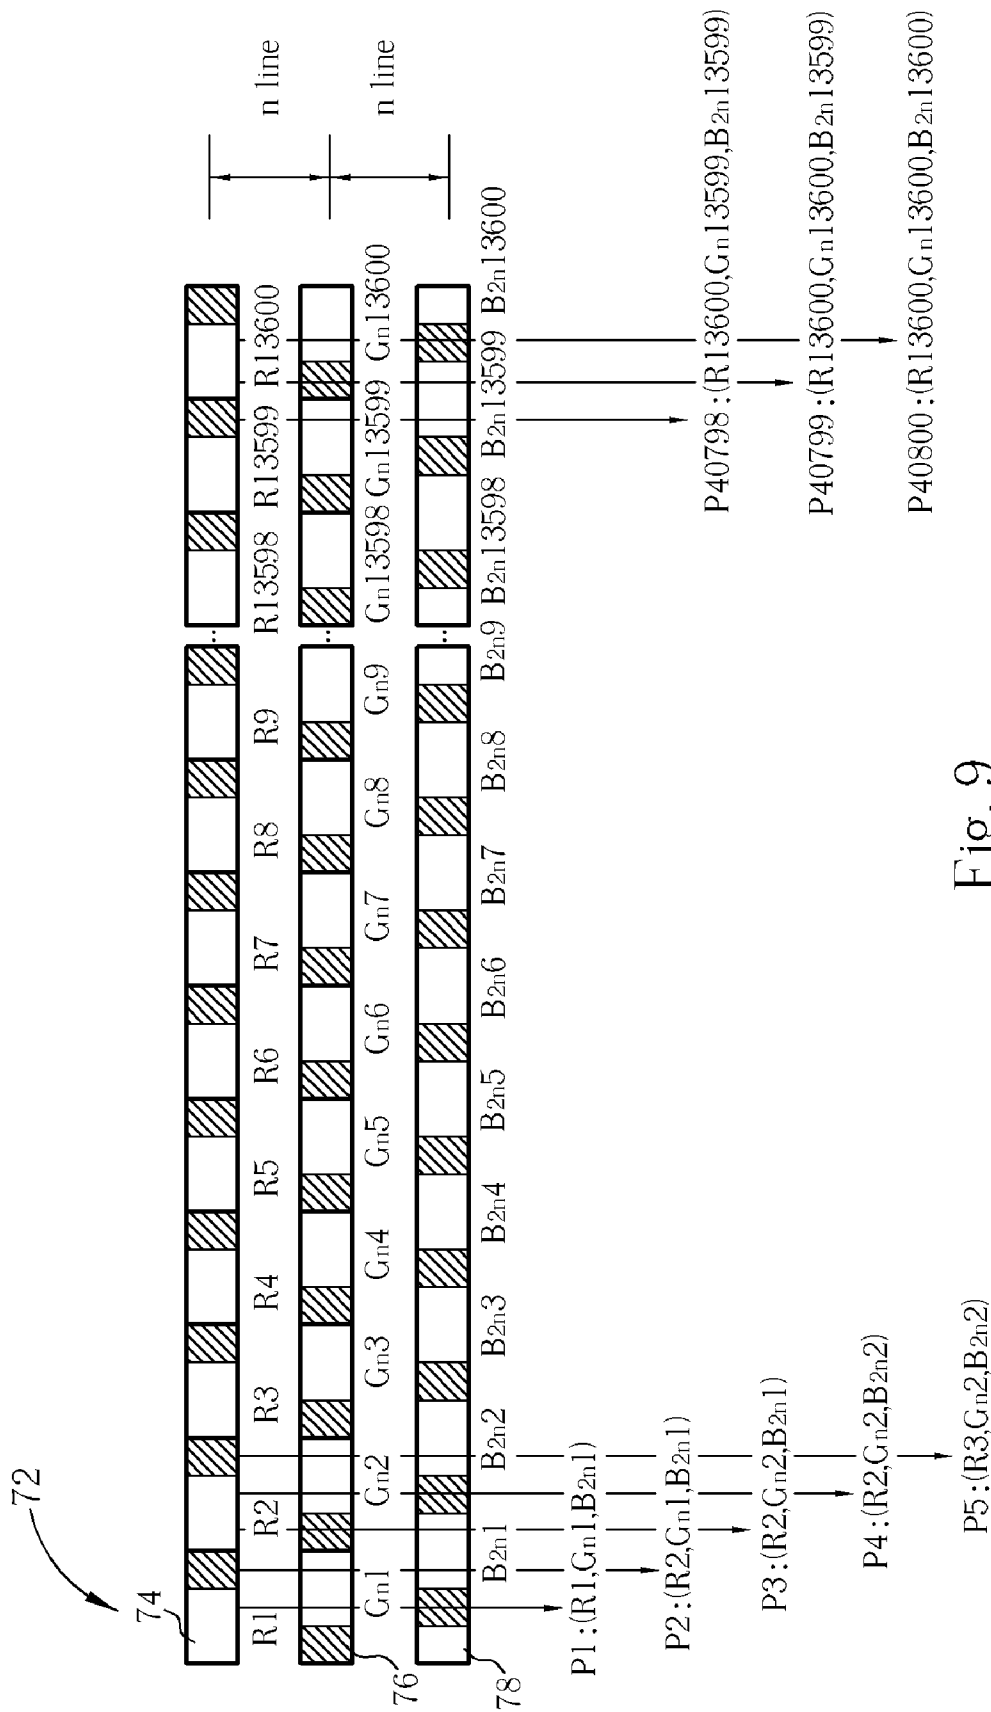 72
74
R1 R2 R3 R4 R5 R6 R7 R8 R9 R13598 R13599 R13600
n line
76
Gn1 Gn2 Gn3 Gn4 Gn5 Gn6 Gn7 Gn8 Gn9 Gn13598 Gn13599 Gn13600
n line
78
B2n1 B2n2 B2n3 B2n4 B2n5 B2n6 B2n7 B2n8 B2n9 B2n13598 B2n13599 B2n13600
P1:(R1,Gn1,B2n1)
P2:(R2,Gn1,B2n1)
P3:(R2,Gn2,B2n1)
P4:(R2,Gn2,B2n2)
P5:(R3,Gn2,B2n2)
P40798:(R13600,Gn13599,B2n13599)
P40799:(R13600,Gn13600,B2n13599)
P40800:(R13600,Gn13600,B2n13600)
Fig. 9